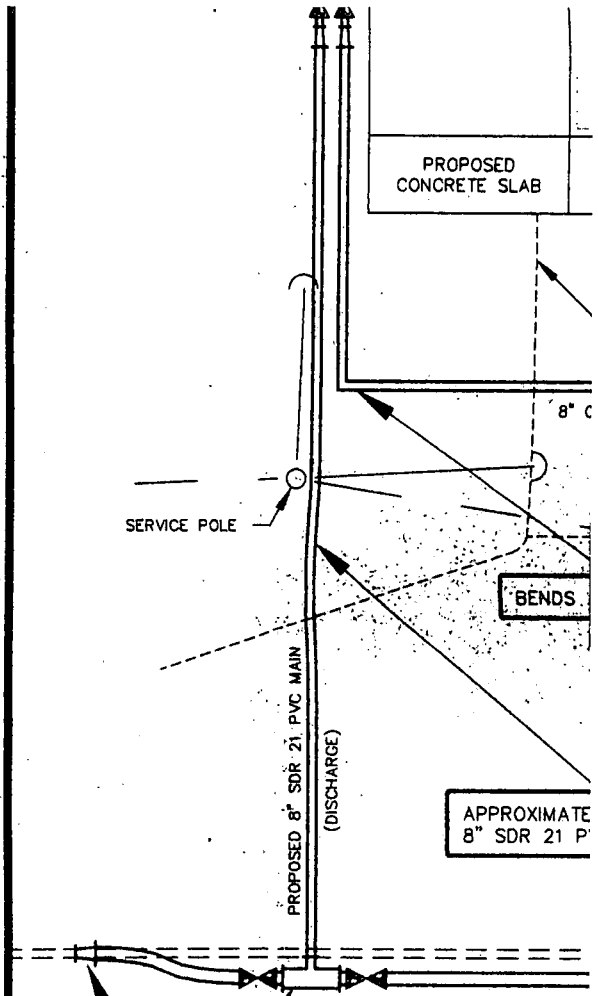 PROPOSED
CONCRETE SLAB
8"
SERVICE POLE
BENDS
PROPOSED 8" SDR 21 PVC MAIN
(DISCHARGE)
APPROXIMATE
8" SDR 21